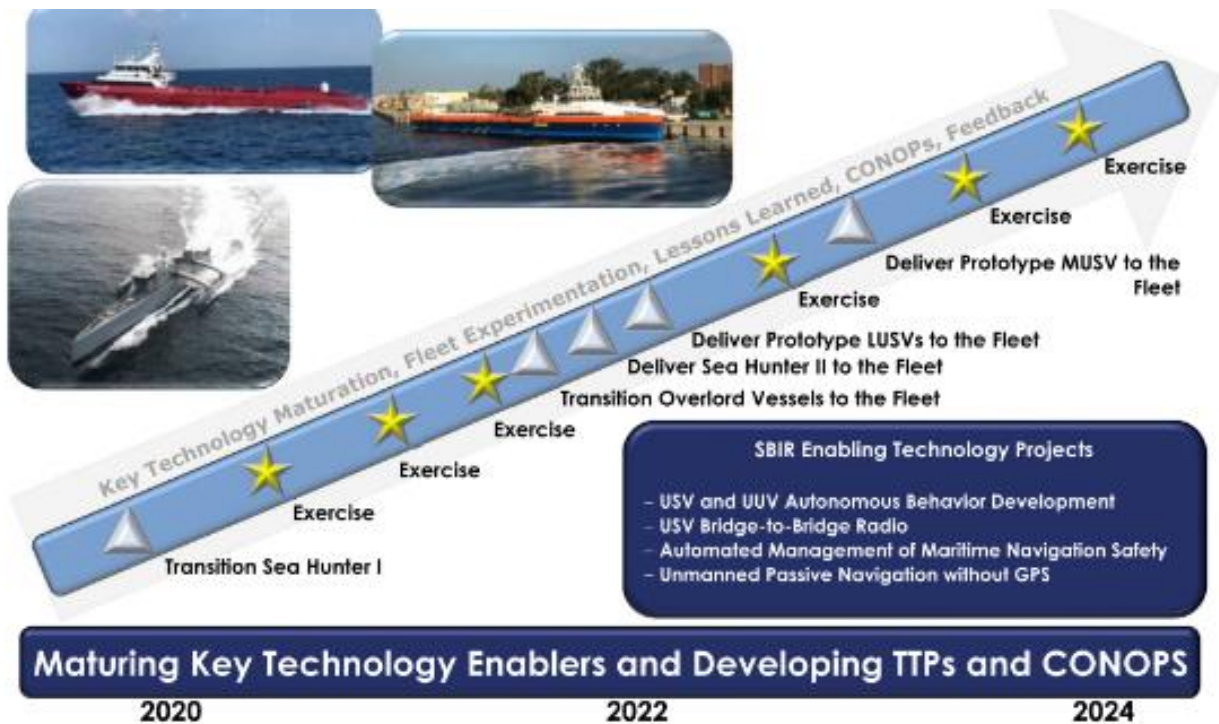 Key Technology Maturation, Fleet Experimentation, Lessons Learned, CONOPs, Feedback
Exercise
Exercise
Deliver Prototype MUSV to the
Fleet
Exercise
Deliver Prototype LUSVs to the Fleet
Deliver Sea Hunter II to the Fleet
Transition Overlord Vessels to the Fleet
Exercise
Exercise
Exercise
Transition Sea Hunter I
SBIR Enabling Technology Projects
– USV and UUV Autonomous Behavior Development
– USV Bridge-to-Bridge Radio
– Automated Management of Maritime Navigation Safety
– Unmanned Passive Navigation without GPS
Maturing Key Technology Enablers and Developing TTPs and CONOPS
2020 2022 2024